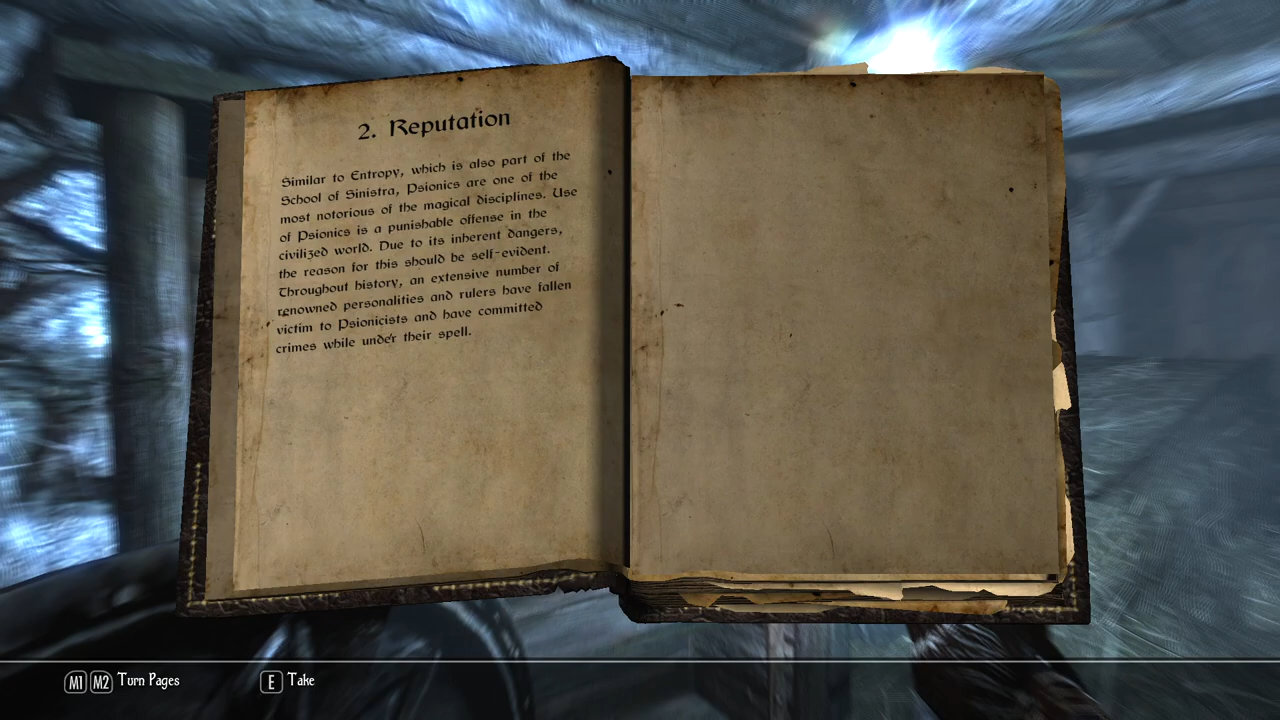 2. Reputation
Similar to Entropy, which is also part of the
School of Sinistra, Psionics are one of the
most notorious of the magical disciplines. Use
of Psionics is a punishable offense in the
civilized world. Due to its inherent dangers,
the reason for this should be self-evident.
Throughout history, an extensive number of
renowned personalities and rulers have fallen
victim to Psionicists and have committed
crimes while under their spell.
M1 M2 Turn Pages
E Take